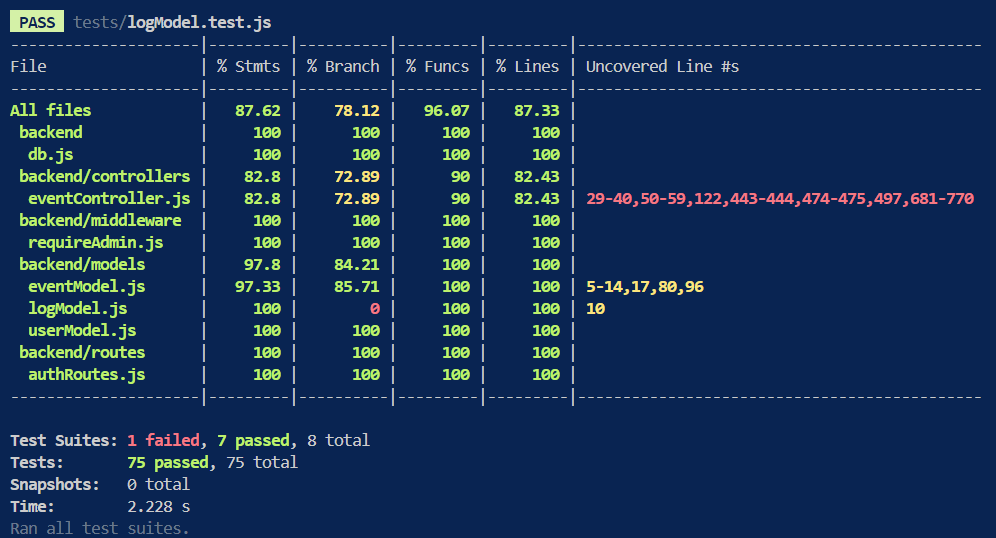 PASS tests/logModel.test.js
--------------------|---------|----------|---------|---------|--------------------------------------------
File                | % Stmts | % Branch | % Funcs | % Lines | Uncovered Line #s
--------------------|---------|----------|---------|---------|--------------------------------------------
All files           |   87.62 |    78.12 |   96.07 |   87.33 |
 backend            |     100 |      100 |     100 |     100 |
  db.js             |     100 |      100 |     100 |     100 |
 backend/controllers |    82.8 |    72.89 |      90 |   82.43 |
  eventController.js |    82.8 |    72.89 |      90 |   82.43 | 29-40,50-59,122,443-444,474-475,497,681-770
 backend/middleware |     100 |      100 |     100 |     100 |
  requireAdmin.js   |     100 |      100 |     100 |     100 |
 backend/models     |    97.8 |    84.21 |     100 |     100 |
  eventModel.js     |   97.33 |    85.71 |     100 |     100 | 5-14,17,80,96
  logModel.js       |     100 |        0 |     100 |     100 | 10
  userModel.js      |     100 |      100 |     100 |     100 |
 backend/routes     |     100 |      100 |     100 |     100 |
  authRoutes.js     |     100 |      100 |     100 |     100 |
--------------------|---------|----------|---------|---------|--------------------------------------------
Test Suites: 1 failed, 7 passed, 8 total
Tests:       75 passed, 75 total
Snapshots:   0 total
Time:        2.228 s
Ran all test suites.